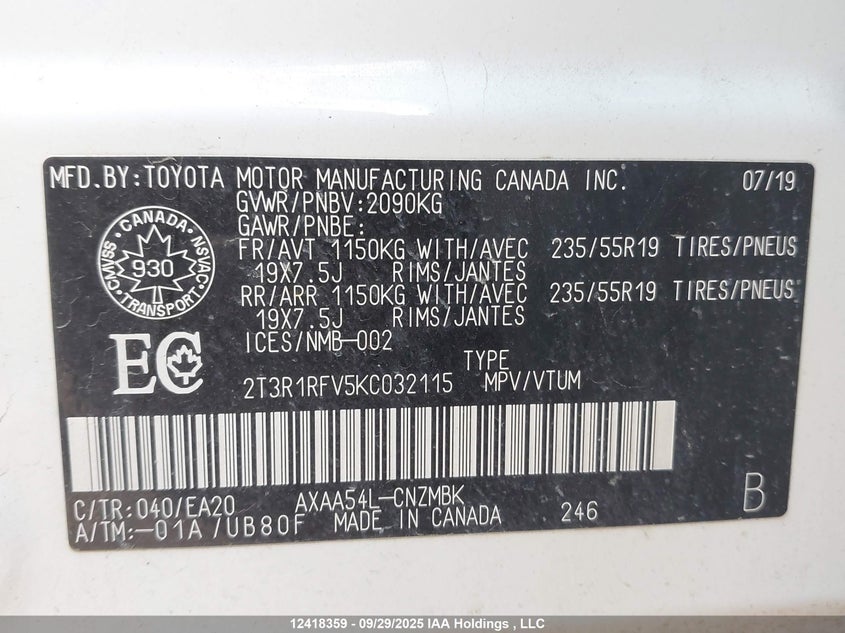 MFD.BY:TOYOTA MOTOR MANUFACTURING CANADA INC. 07/19
GVWR/PNBV:2090KG
GAWR/PNBE:
FR/AVT 1150KG WITH/AVEC 235/55R19 TIRES/PNEUS
19X7.5J RIMS/JANTES
RR/ARR 1150KG WITH/AVEC 235/55R19 TIRES/PNEUS
19X7.5J RIMS/JANTES
ICES/NMB-002
CANADA
CMVSS 930 NSVAC
TRANSPORT
EC
TYPE
2T3R1RFV5KC032115 MPV/VTUM
C/TR:040/EA20 AXAA54L-CNZMBK B
A/TM:-01A/UB80F MADE IN CANADA 246
12418359 - 09/29/2025 IAA Holdings , LLC